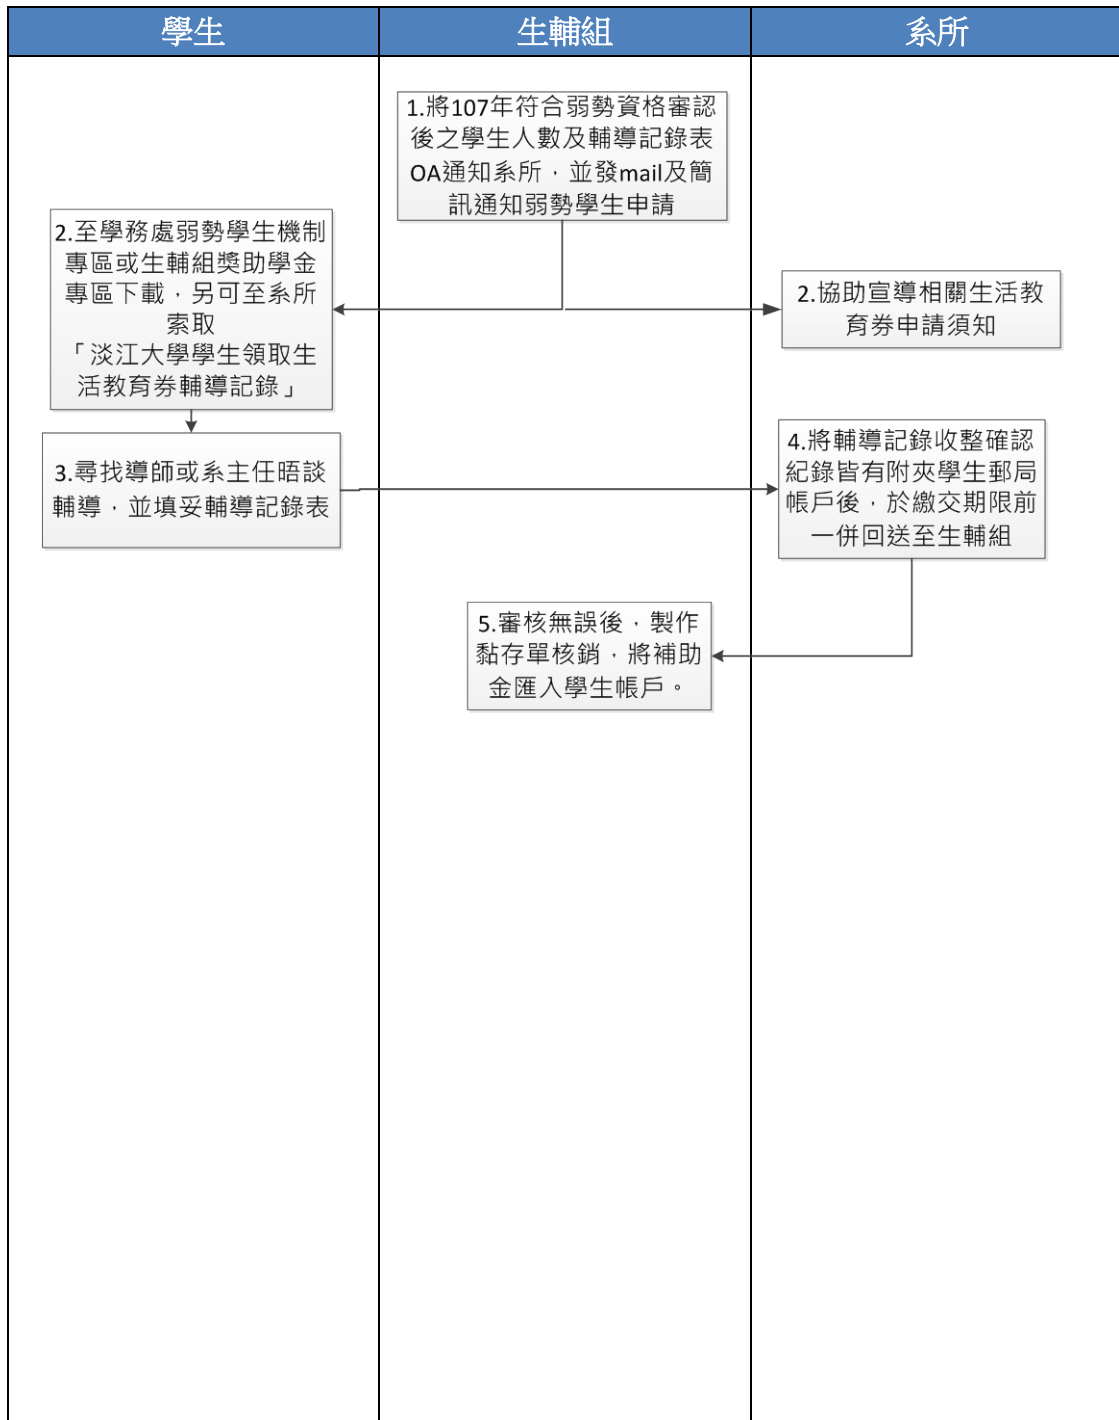 學生
生輔組
系所
1.將107年符合弱勢資格審認
後之學生人數及輔導記錄表
OA通知系所，並發mail及簡
訊通知弱勢學生申請
2.至學務處弱勢學生機制
專區或生輔組獎助學金
專區下載，另可至系所
索取
「淡江大學學生領取生
活教育券輔導記錄」
2.協助宣導相關生活教
育券申請須知
3.尋找導師或系主任晤談
輔導，並填妥輔導記錄表
4.將輔導記錄收整確認
紀錄皆有附夾學生郵局
帳戶後，於繳交期限前
一併回送至生輔組
5.審核無誤後，製作
黏存單核銷，將補助
金匯入學生帳戶。